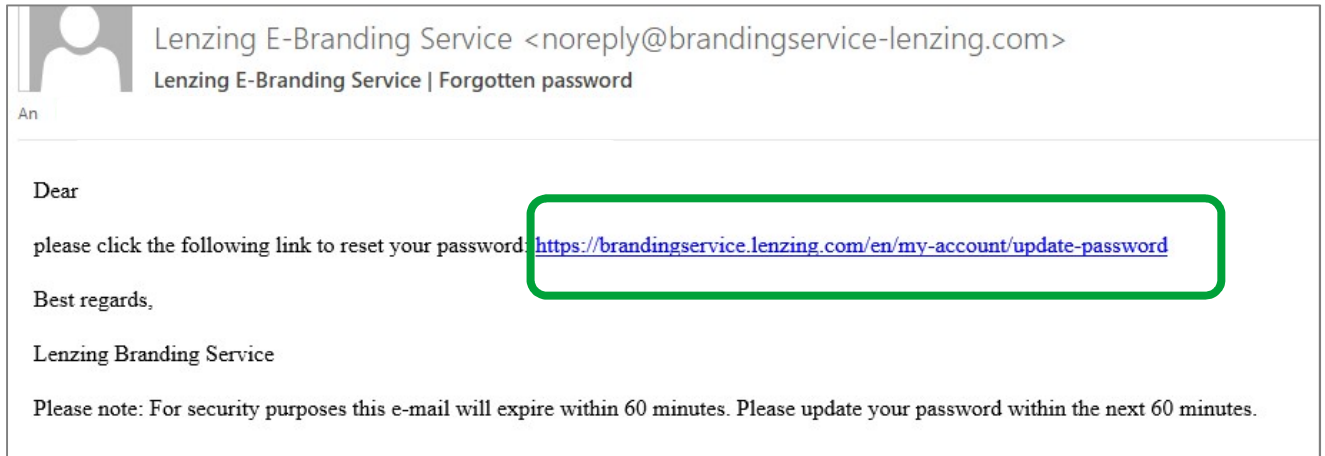 Lenzing E-Branding Service <noreply@brandingservice-lenzing.com>
Lenzing E-Branding Service | Forgotten password
An
Dear
please click the following link to reset your password: https://brandingservice.lenzing.com/en/my-account/update-password
Best regards,
Lenzing Branding Service
Please note: For security purposes this e-mail will expire within 60 minutes. Please update your password within the next 60 minutes.